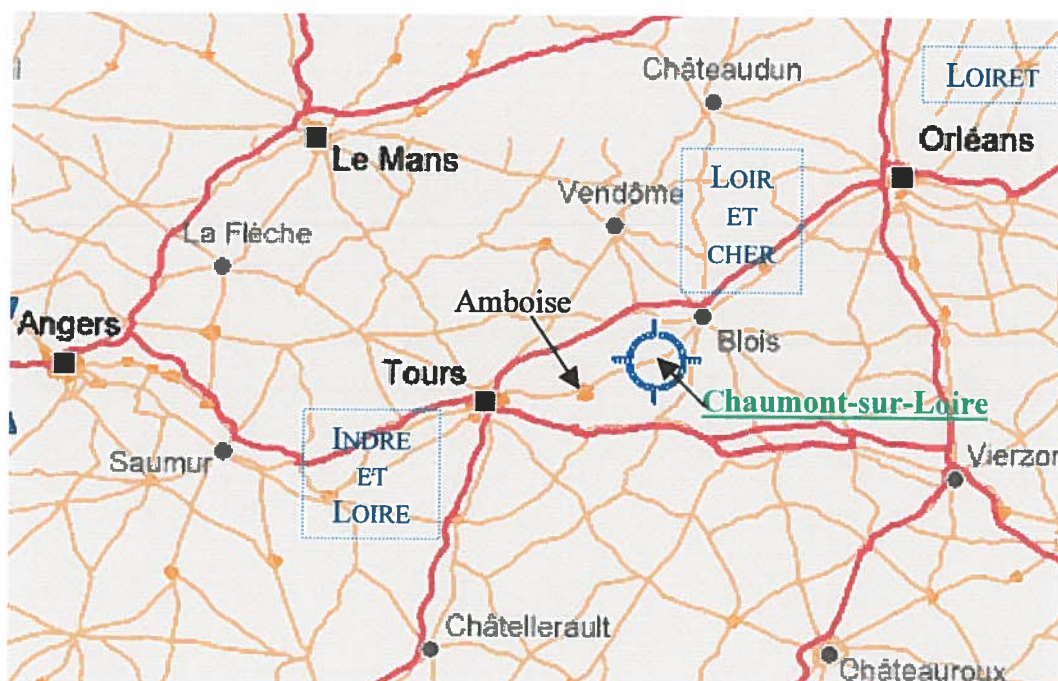 Châteaudun
LOIRET
Le Mans
Orléans
Vendôme
LOIR
ET
CHER
La Flèche
Amboise
Angers
Blois
Tours
Chaumont-sur-Loire
INDRE
ET
LOIRE
Saumur
Vierzon
Châtellerault
Châteauroux